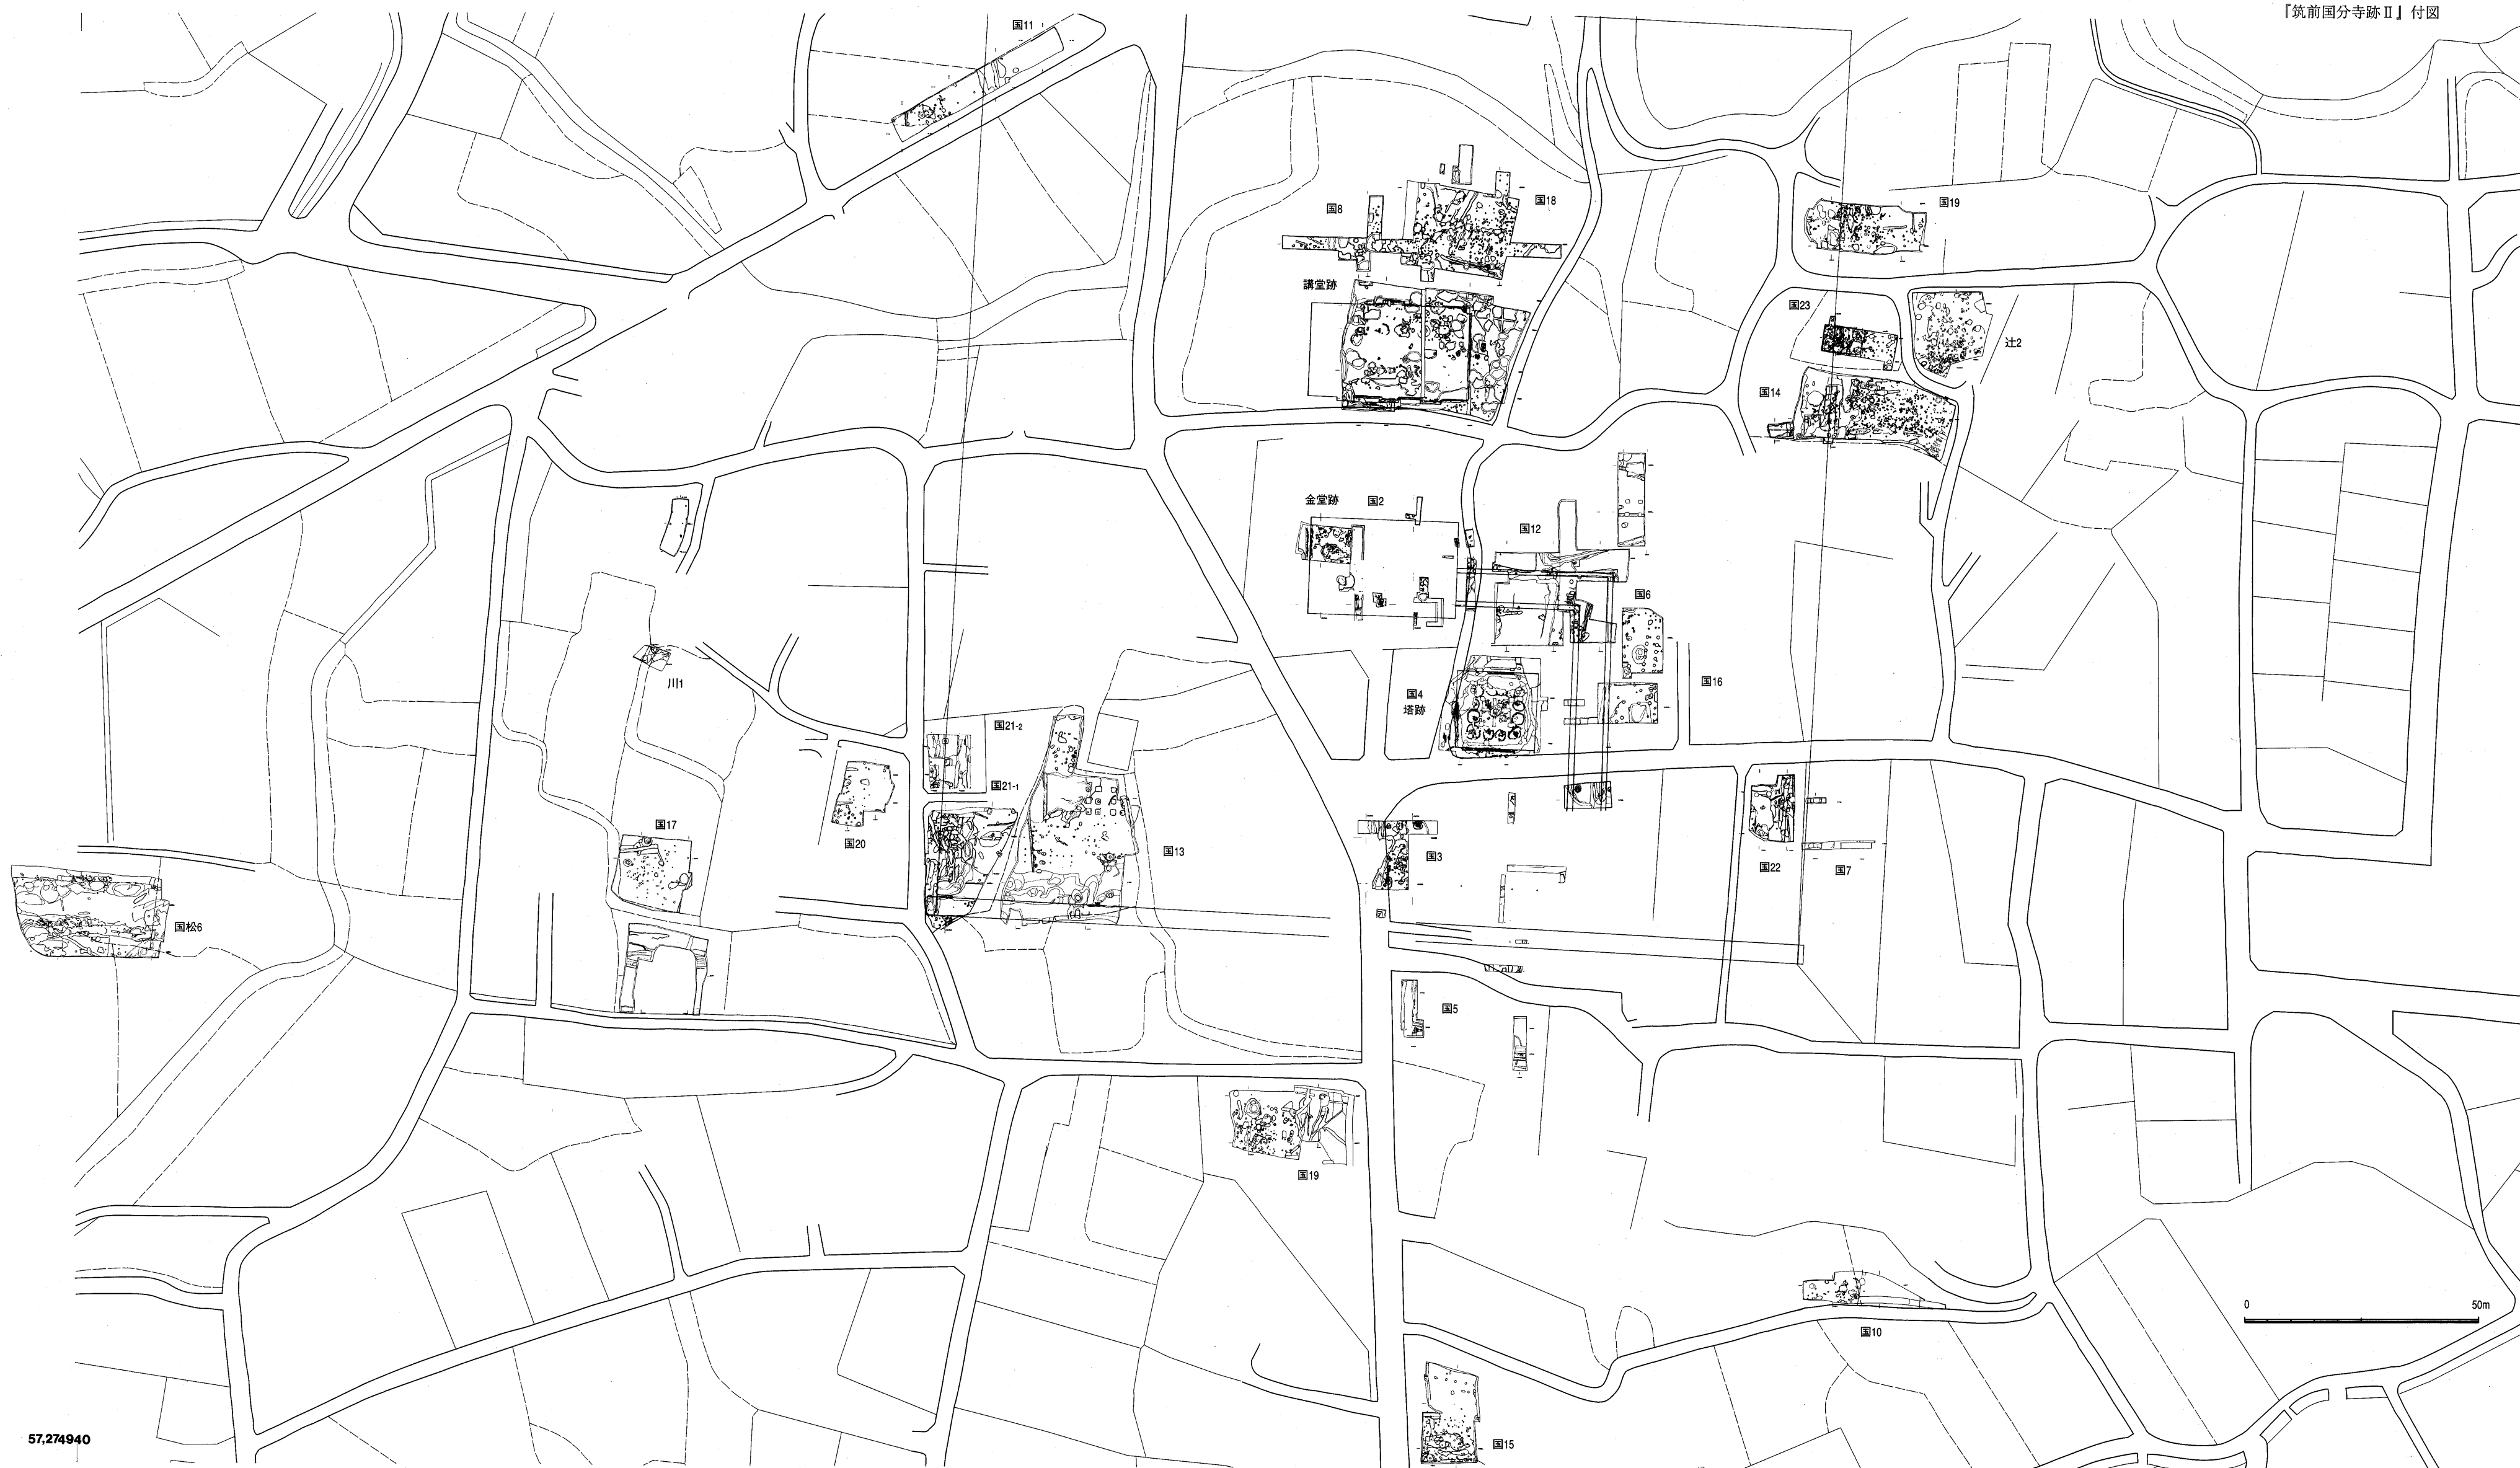 『筑前国分寺跡Ⅱ』付図
国11
国8
国18
国19
講堂跡
国23
辻2
国14
金堂跡
国2
国12
国6
川1
国4
塔跡
国16
国21-2
国21-1
国17
国20
国13
国3
国22
国7
国松6
国5
国19
0
50m
国10
57,274940
国15